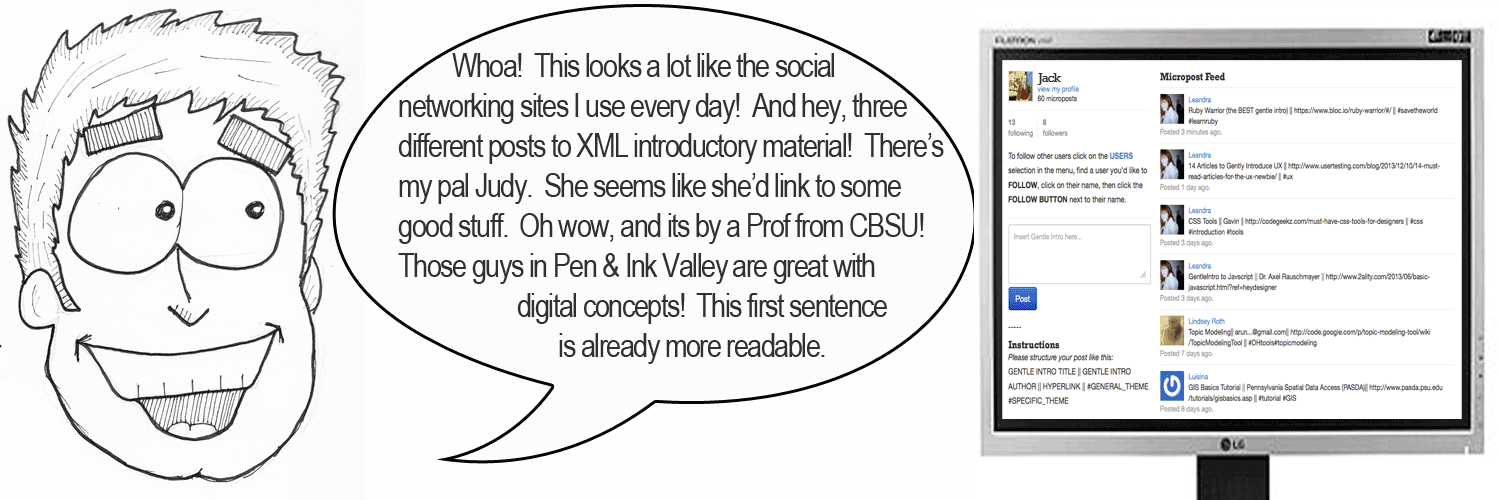 Whoa! This looks a lot like the social
networking sites I use every day! And hey, three
different posts to XML introductory material! There's
my pal Judy. She seems like she'd link to some
good stuff. Oh wow, and its by a Prof from CBSU!
Those guys in Pen & Ink Valley are great with
digital concepts! This first sentence
is already more readable.
FLATRON
Jack
view my profile
60 microposts
13
following
8
followers
To follow other users click on the USERS
selection in the menu, find a user you'd like to
FOLLOW, click on their name, then click the
FOLLOW BUTTON next to their name.
Insert Gentle Intro here...
Post
-----
Instructions
Please structure your post like this:
GENTLE INTRO TITLE || GENTLE INTRO
AUTHOR || HYPERLINK || #GENERAL_THEME
#SPECIFIC_THEME
Micropost Feed
Leandra
Ruby Warrior (the BEST gentle intro) || https://www.bloc.io/ruby-warrior/#/ || #savetheworld
#learnruby
Posted 3 minutes ago.
Leandra
14 Articles to Gently Introduce UX || http://www.usertesting.com/blog/2013/12/10/14-must-
read-articles-for-the-ux-newbie/ || #ux
Posted 1 day ago.
Leandra
CSS Tools || Gavin || http://codegeekz.com/must-have-css-tools-for-designers || #css
#introduction #tools
Posted 3 days ago.
Leandra
GentleIntro to Javscript || Dr. Axel Rauschmayer || http://www.2ality.com/2013/06/basic-
javascript.html?ref=heydesigner
Posted 3 days ago.
Lindsey Roth
Topic Modeling|| arun...@gmail.com|| http://code.google.com/p/topic-modeling-tool/wiki
/TopicModelingTool || #DHtools#topicmodeling
Posted 7 days ago.
Luisina
GIS Basics Tutorial || Pennsylvania Spatial Data Access (PASDA)|| http://www.pasda.psu.edu
/tutorials/gisbasics.asp || #tutorial #GIS
Posted 8 days ago.
LG